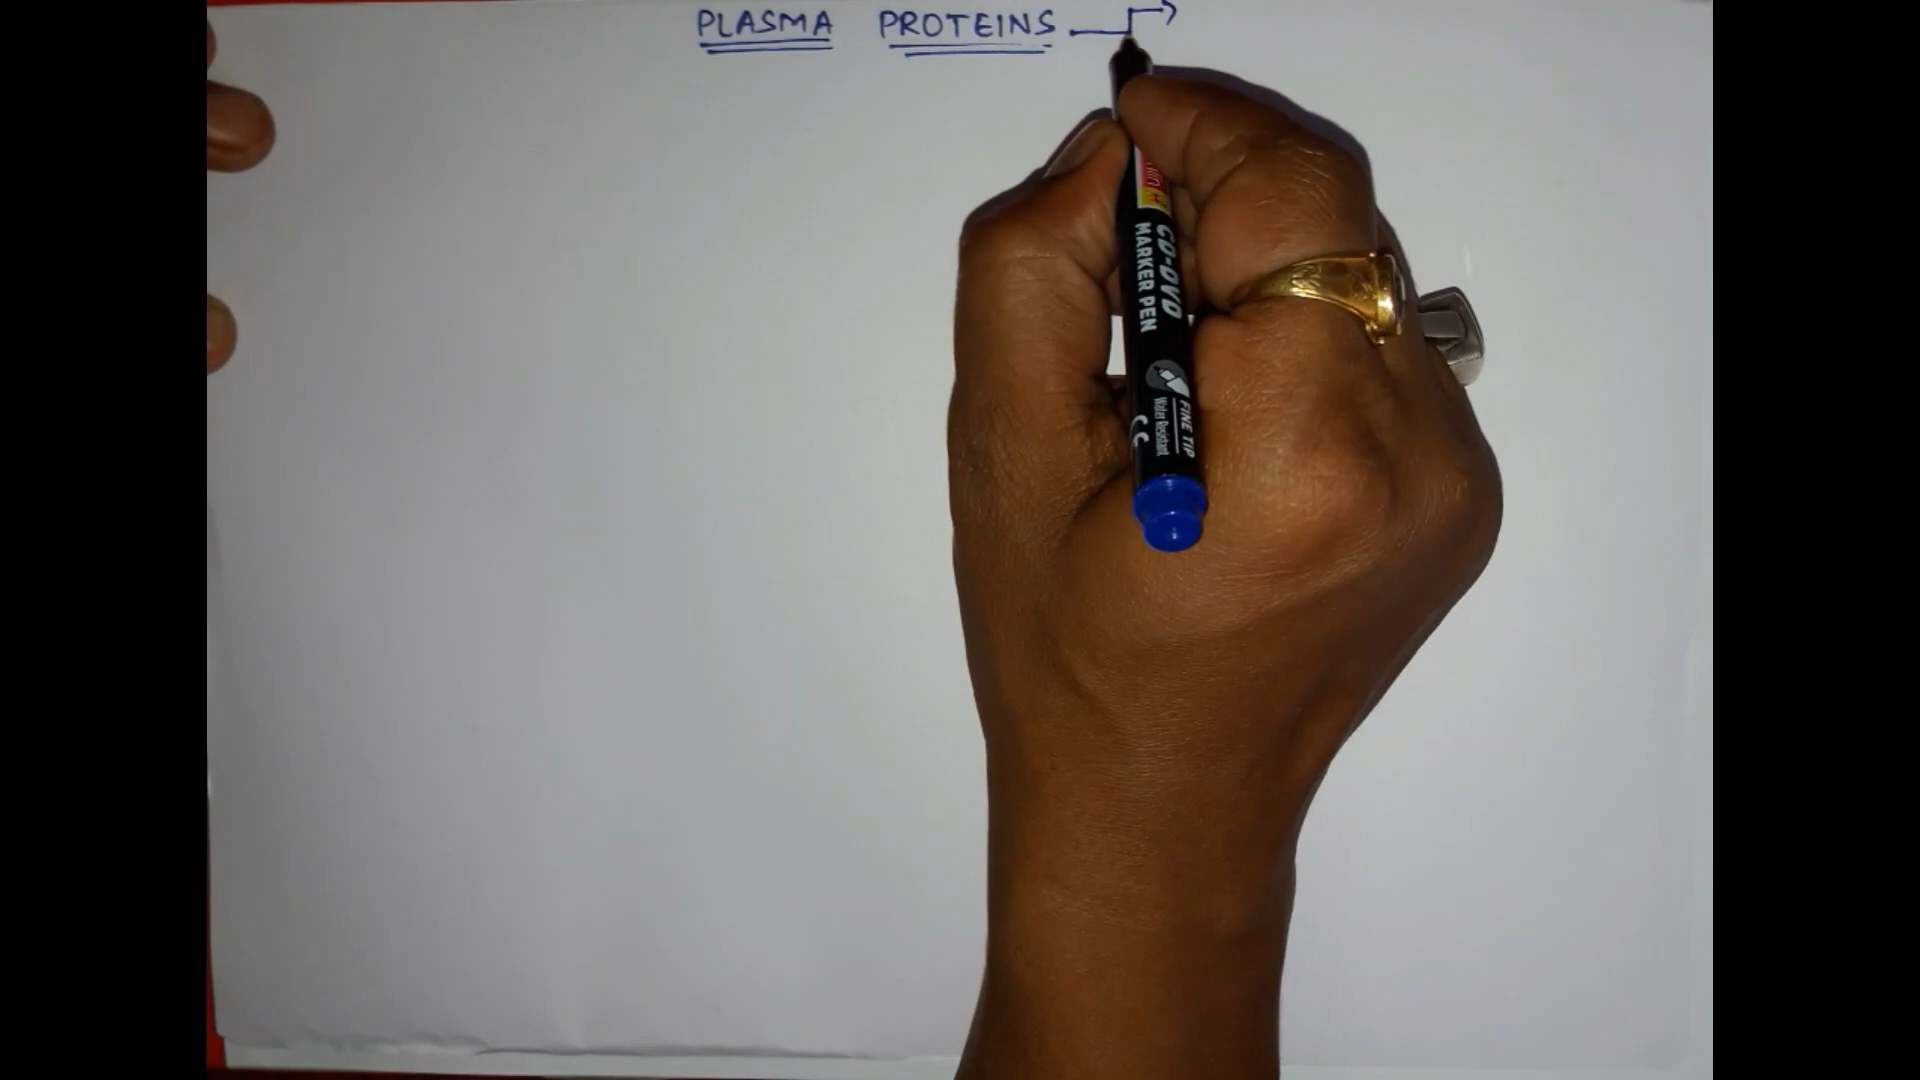 PLASMA PROTEINS
CD-DVD
MARKER PEN
FINE TIP
Water Resistant